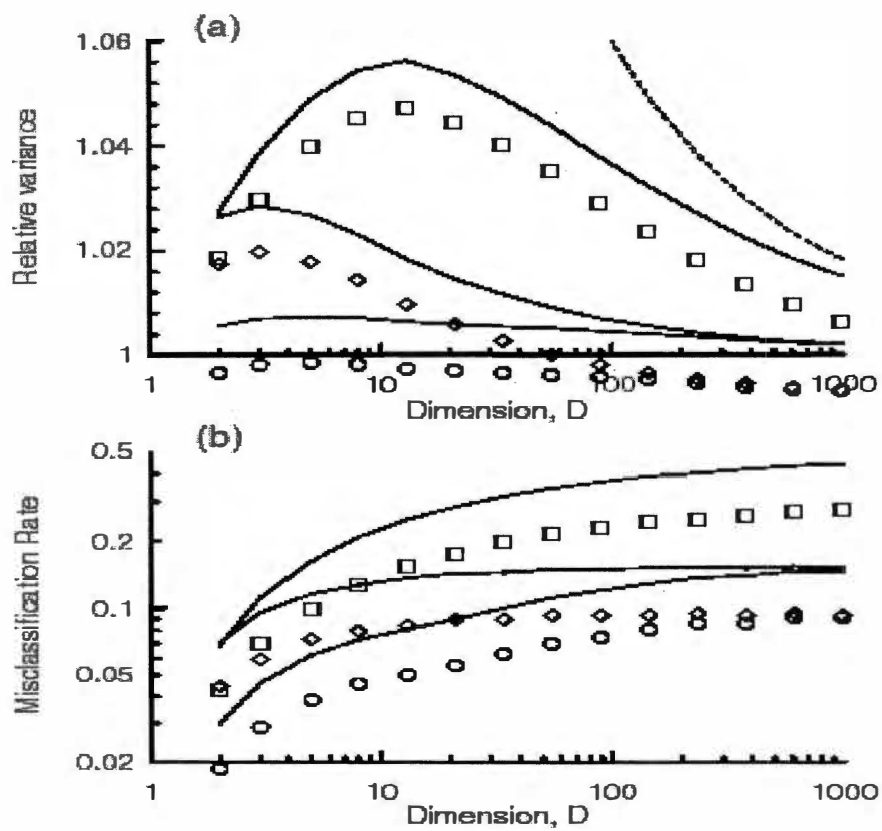 (a)
1.06
1.04
1.02
1
Relative variance
1 10 100 1000
Dimension, D
(b)
0.5
0.2
0.1
0.05
0.02
Misclassification Rate
1 10 100 1000
Dimension, D